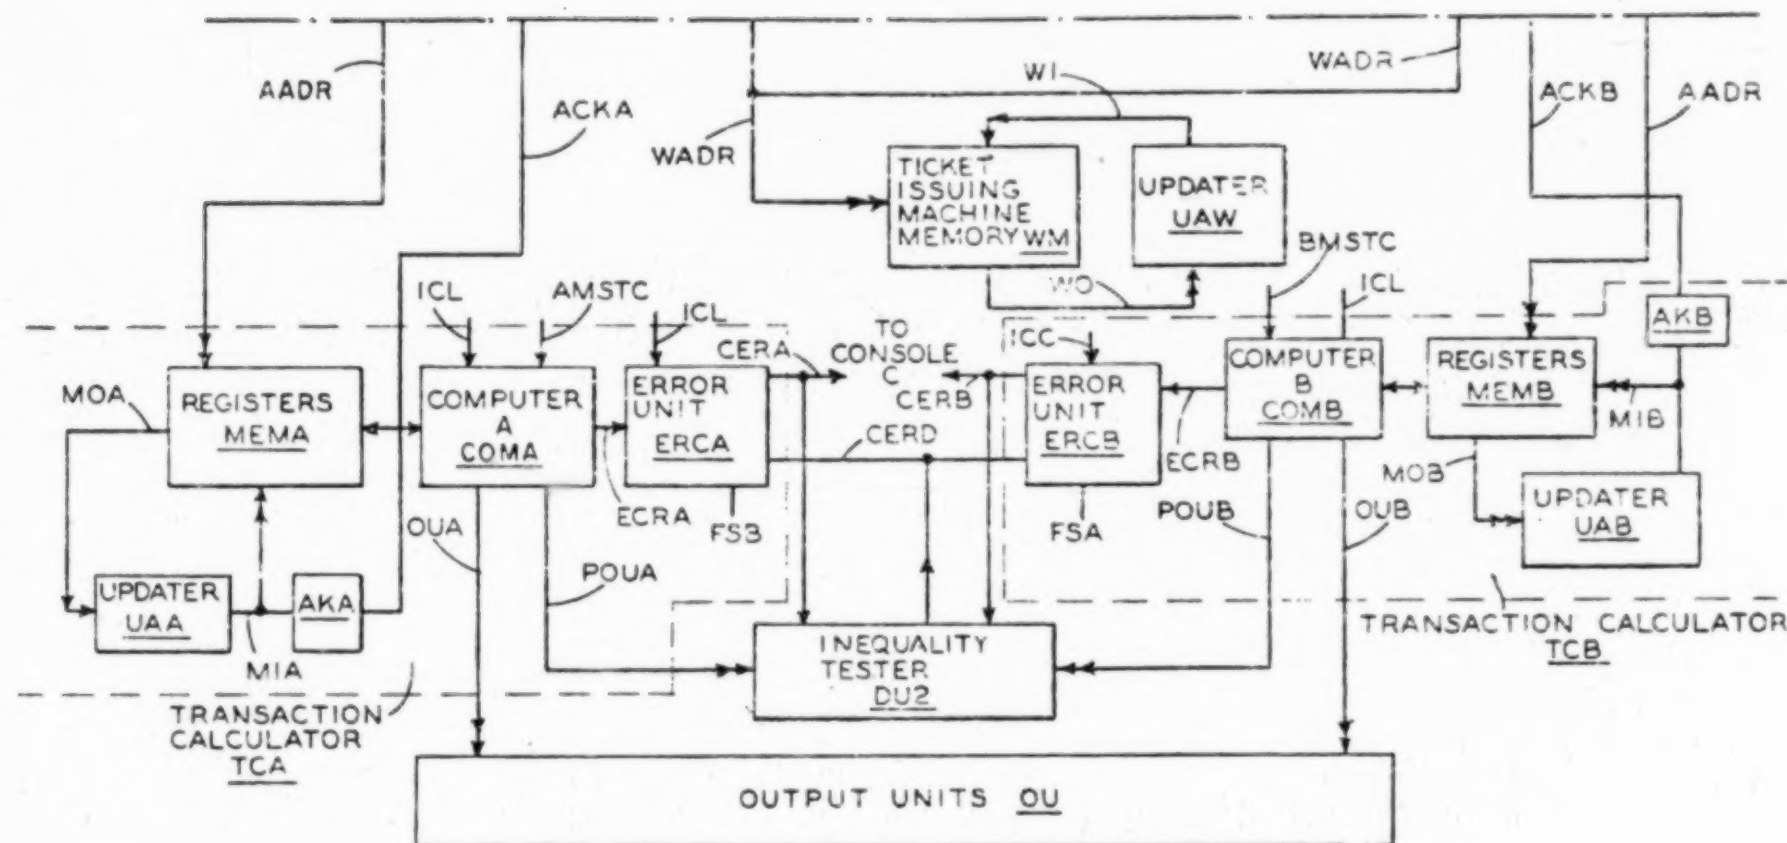 AADR
ACKA
WADR
WI
WADR
ACKB
AADR
TICKET
ISSUING
MACHINE
MEMORY WM
UPDATER
UAW
WO
BMSTC
ICL
AKB
ICL
AMSTC
ICL
CERA
TO
CONSOLE
C
CERB
ICC
MOA
REGISTERS
MEMA
COMPUTER
A
COMA
ERROR
UNIT
ERCA
ERROR
UNIT
ERCB
COMPUTER
B
COMB
REGISTERS
MEMB
MIB
CERD
ECRB
MOB
ECRA
FSB
FSA
OUA
POUA
POUB
OUB
UPDATER
UAB
UPDATER
UAA
AKA
MIA
INEQUALITY
TESTER
DU2
TRANSACTION CALCULATOR
TCB
TRANSACTION
CALCULATOR
TCA
OUTPUT UNITS OU